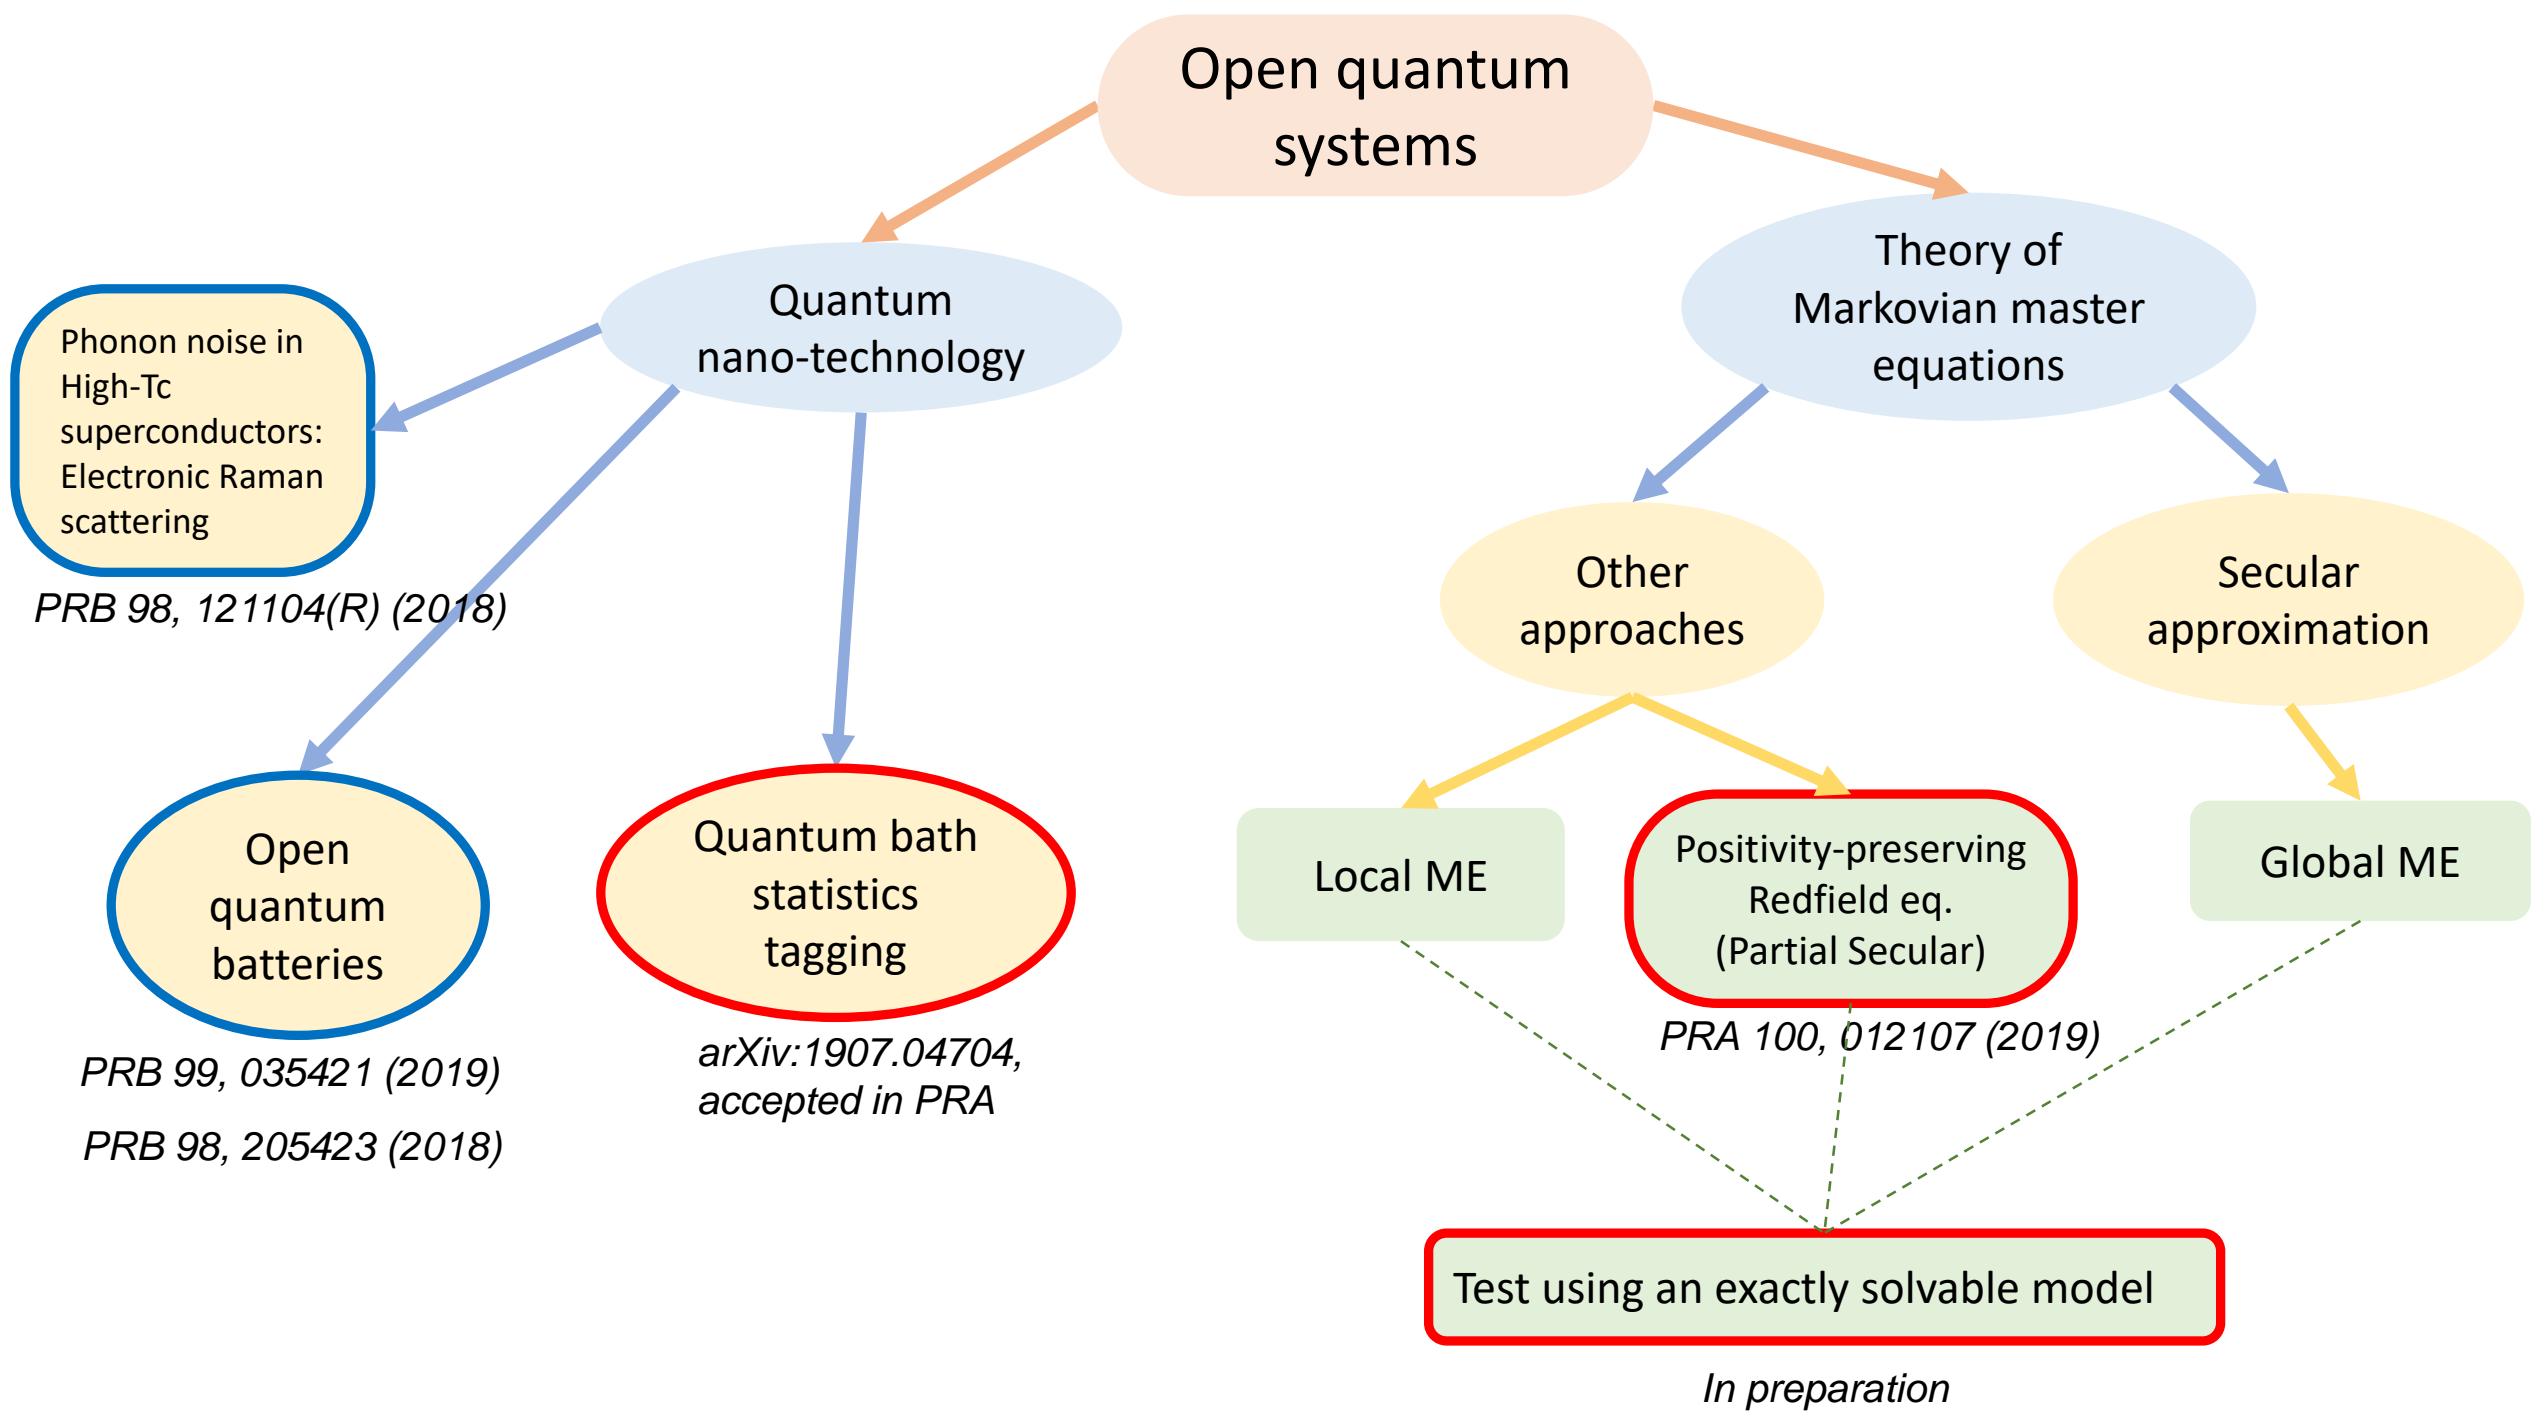 Open quantum
systems
Quantum
nano-technology
Theory of
Markovian master
equations
Phonon noise in
High-Tc
superconductors:
Electronic Raman
scattering
PRB 98, 121104(R) (2018)
Other
approaches
Secular
approximation
Open
quantum
batteries
PRB 99, 035421 (2019)
PRB 98, 205423 (2018)
Quantum bath
statistics
tagging
arXiv:1907.04704,
accepted in PRA
Local ME
Positivity-preserving
Redfield eq.
(Partial Secular)
PRA 100, 012107 (2019)
Global ME
Test using an exactly solvable model
In preparation